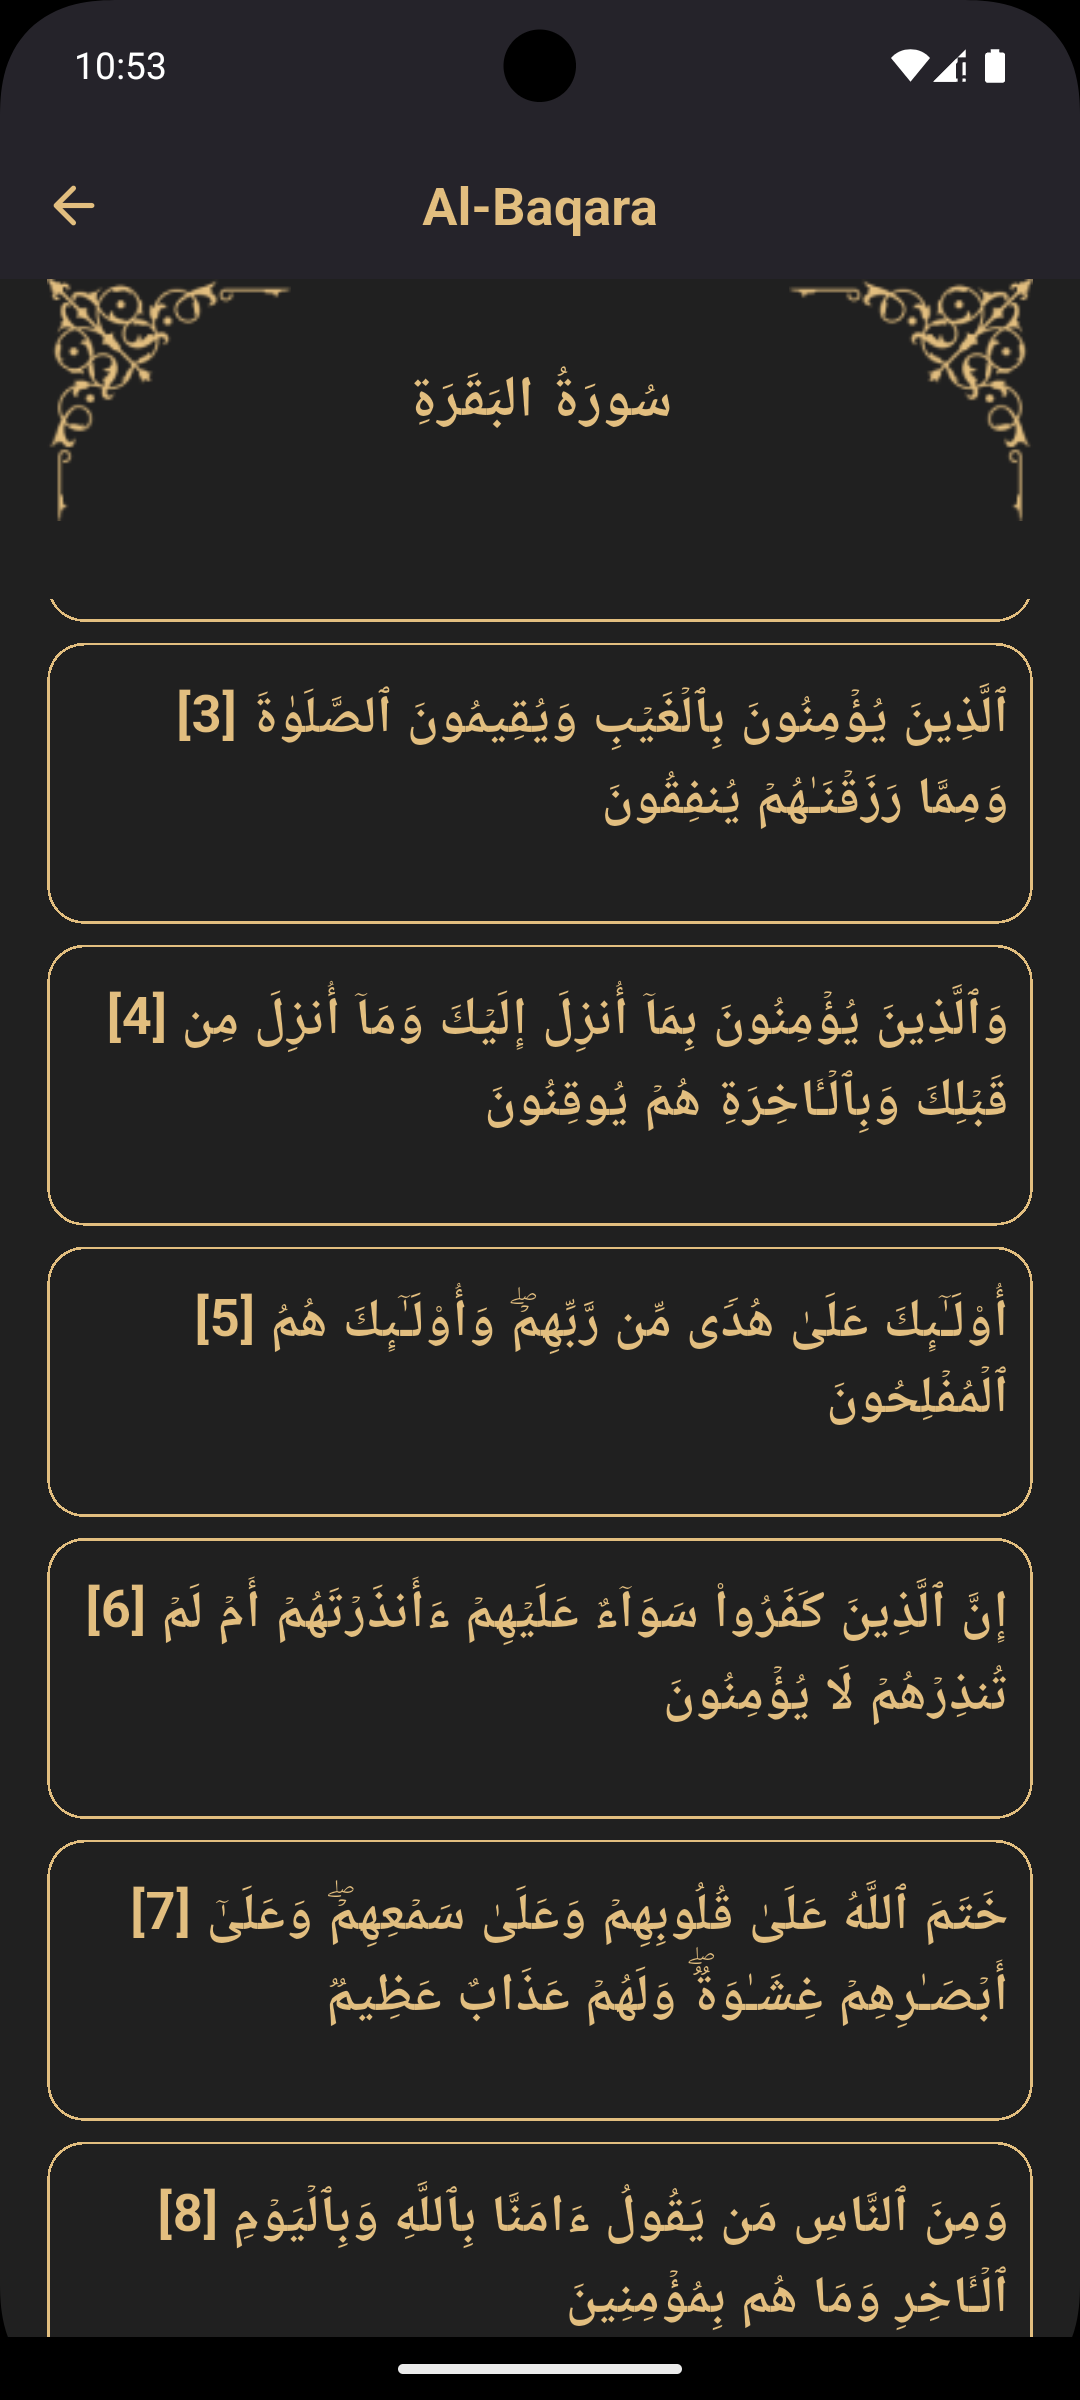 10:53
Al-Baqara
سُورَةُ البَقَرَةِ
ٱلَّذِينَ يُؤۡمِنُونَ بِٱلۡغَيۡبِ وَيُقِيمُونَ ٱلصَّلَوٰةَ [3]
وَمِمَّا رَزَقۡنَـٰهُمۡ يُنفِقُونَ
وَٱلَّذِينَ يُؤۡمِنُونَ بِمَآ أُنزِلَ إِلَيۡكَ وَمَآ أُنزِلَ مِن [4]
قَبۡلِكَ وَبِٱلۡـَٔاخِرَةِ هُمۡ يُوقِنُونَ
أُوْلَـٰۤىِٕكَ عَلَىٰ هُدࣰى مِّن رَّبِّهِمۡۖ وَأُوْلَـٰۤىِٕكَ هُمُ [5]
ٱلۡمُفۡلِحُونَ
إِنَّ ٱلَّذِينَ كَفَرُوا۟ سَوَاۤءٌ عَلَيۡهِمۡ ءَأَنذَرۡتَهُمۡ أَمۡ لَمۡ [6]
تُنذِرۡهُمۡ لَا يُؤۡمِنُونَ
خَتَمَ ٱللَّهُ عَلَىٰ قُلُوبِهِمۡ وَعَلَىٰ سَمۡعِهِمۡۖ وَعَلَىٰۤ [7]
أَبۡصَـٰرِهِمۡ غِشَـٰوَةࣱۖ وَلَهُمۡ عَذَابٌ عَظِيمࣱ
وَمِنَ ٱلنَّاسِ مَن يَقُولُ ءَامَنَّا بِٱللَّهِ وَبِٱلۡيَوۡمِ [8]
ٱلۡـَٔاخِرِ وَمَا هُم بِمُؤۡمِنِينَ